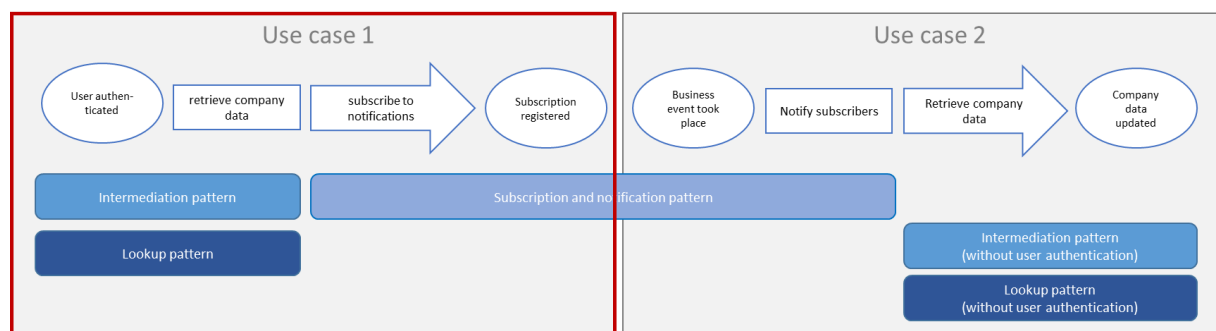 Use case 1
Use case 2
User authen-
ticated
retrieve company
data
subscribe to
notifications
Subscription
registered
Business
event took
place
Notify subscribers
Retrieve company
data
Company
data
updated
Intermediation pattern
Subscription and notification pattern
Lookup pattern
Intermediation pattern
(without user authentication)
Lookup pattern
(without user authentication)